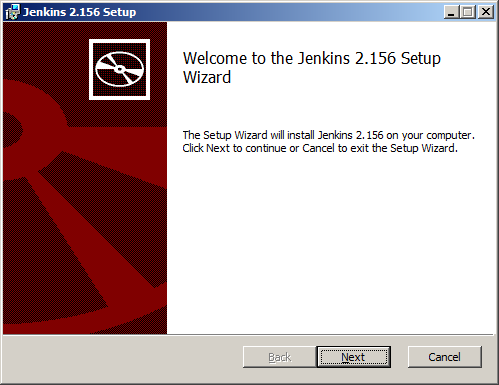 Jenkins 2.156 Setup
Welcome to the Jenkins 2.156 Setup
Wizard
The Setup Wizard will install Jenkins 2.156 on your computer.
Click Next to continue or Cancel to exit the Setup Wizard.
Back Next Cancel